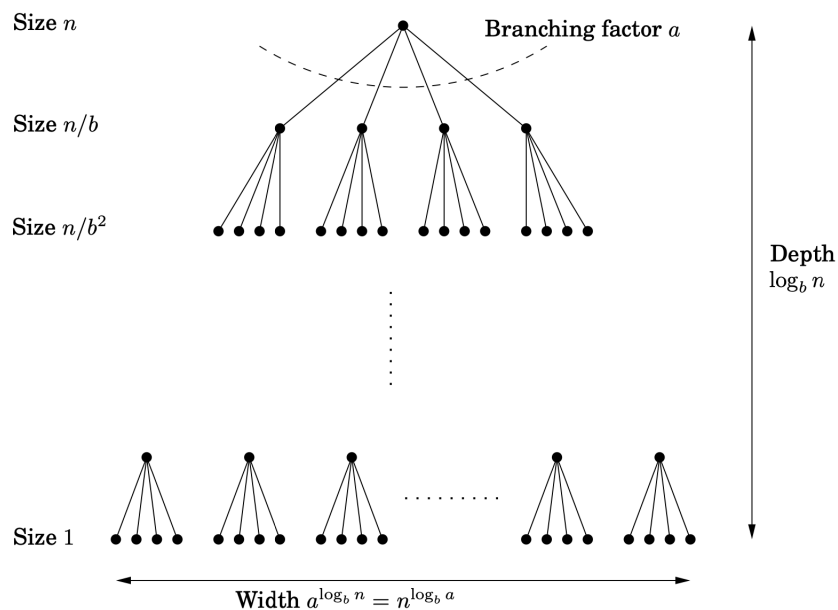 Size n
Branching factor a
Size n/b
Size n/b²
Depth
log_b n
Size 1
Width a^{log_b n} = n^{log_b a}